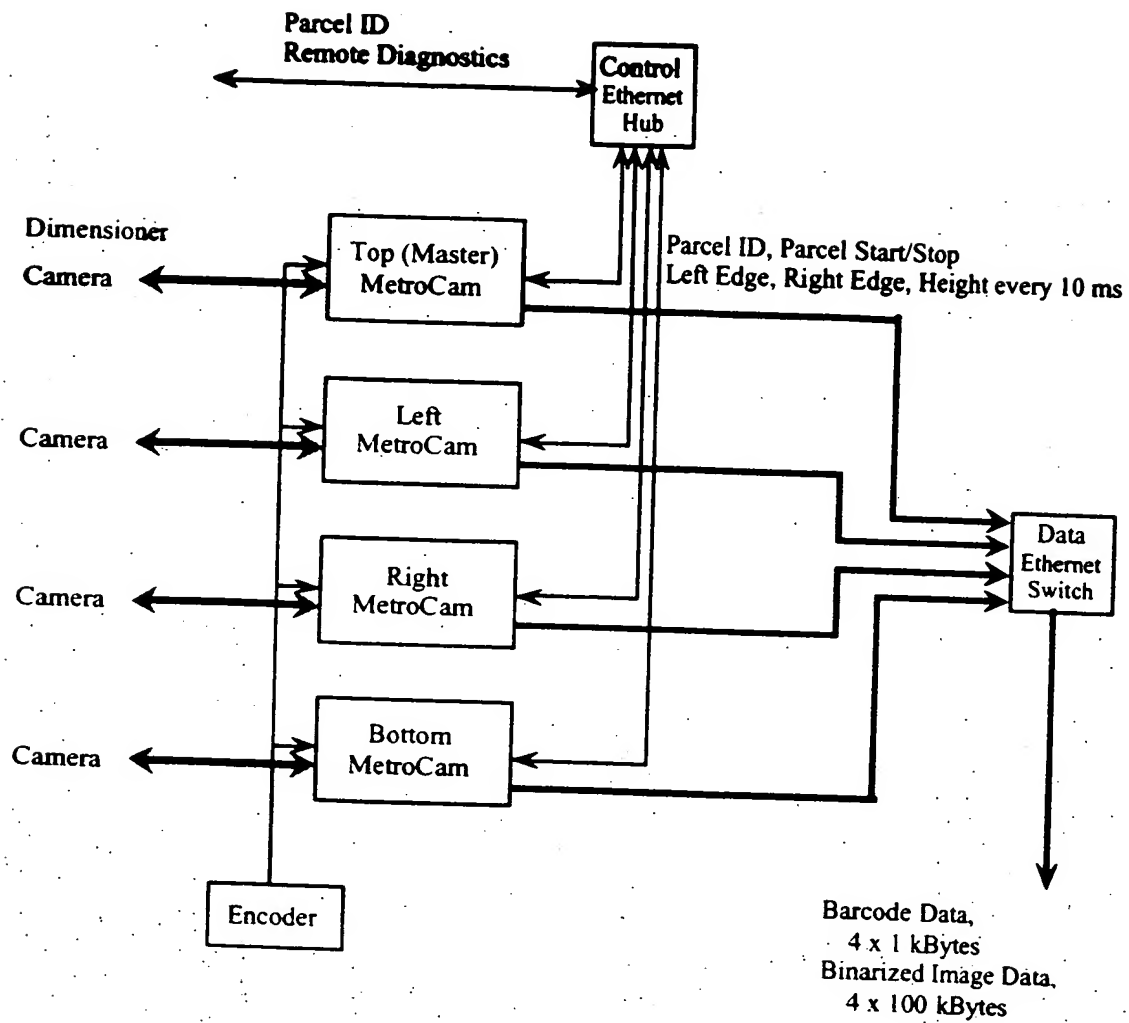 Parcel ID
Remote Diagnostics
Control
Ethernet
Hub
Dimensioner
Camera
Top (Master)
MetroCam
Parcel ID, Parcel Start/Stop
Left Edge, Right Edge, Height every 10 ms
Camera
Left
MetroCam
Camera
Right
MetroCam
Data
Ethernet
Switch
Camera
Bottom
MetroCam
Encoder
Barcode Data,
4 x 1 kBytes
Binarized Image Data,
4 x 100 kBytes